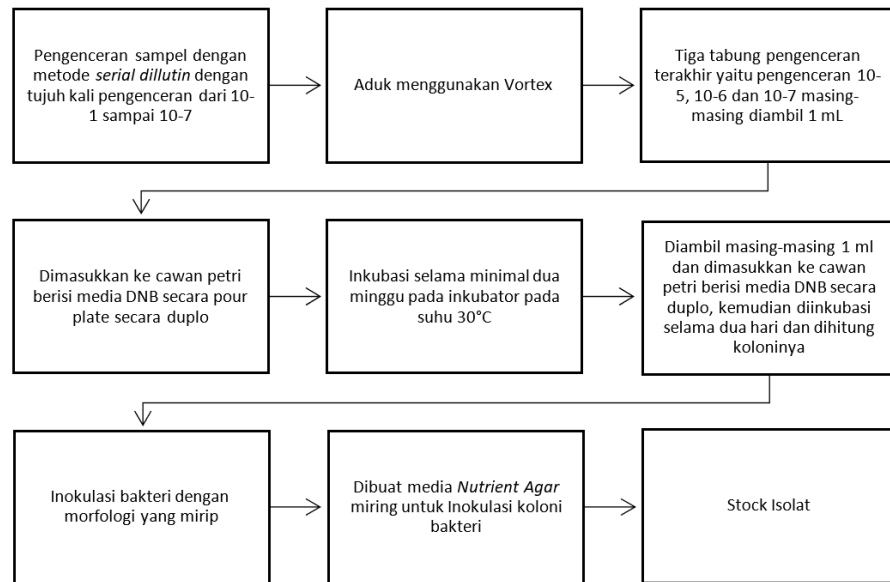 Pengenceran sampel dengan
metode serial dillutin dengan
tujuh kali pengenceran dari 10-
1 sampai 10-7
Aduk menggunakan Vortex
Tiga tabung pengenceran
terakhir yaitu pengenceran 10-
5, 10-6 dan 10-7 masing-
masing diambil 1 mL
Dimasukkan ke cawan petri
berisi media DNB secara pour
plate secara duplo
Inkubasi selama minimal dua
minggu pada inkubator pada
suhu 30°C
Diambil masing-masing 1 ml
dan dimasukkan ke cawan
petri berisi media DNB secara
duplo, kemudian diinkubasi
selama dua hari dan dihitung
koloninya
Inokulasi bakteri dengan
morfologi yang mirip
Dibuat media Nutrient Agar
miring untuk Inokulasi koloni
bakteri
Stock Isolat